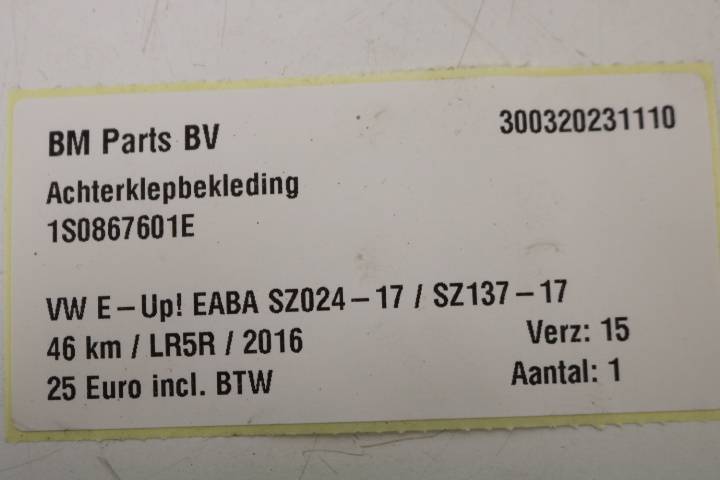 BM Parts BV 300320231110
Achterklepbekleding
1S0867601E
VW E-Up! EABA SZ024-17 / SZ137-17
46 km / LR5R / 2016 Verz: 15
25 Euro incl. BTW Aantal: 1